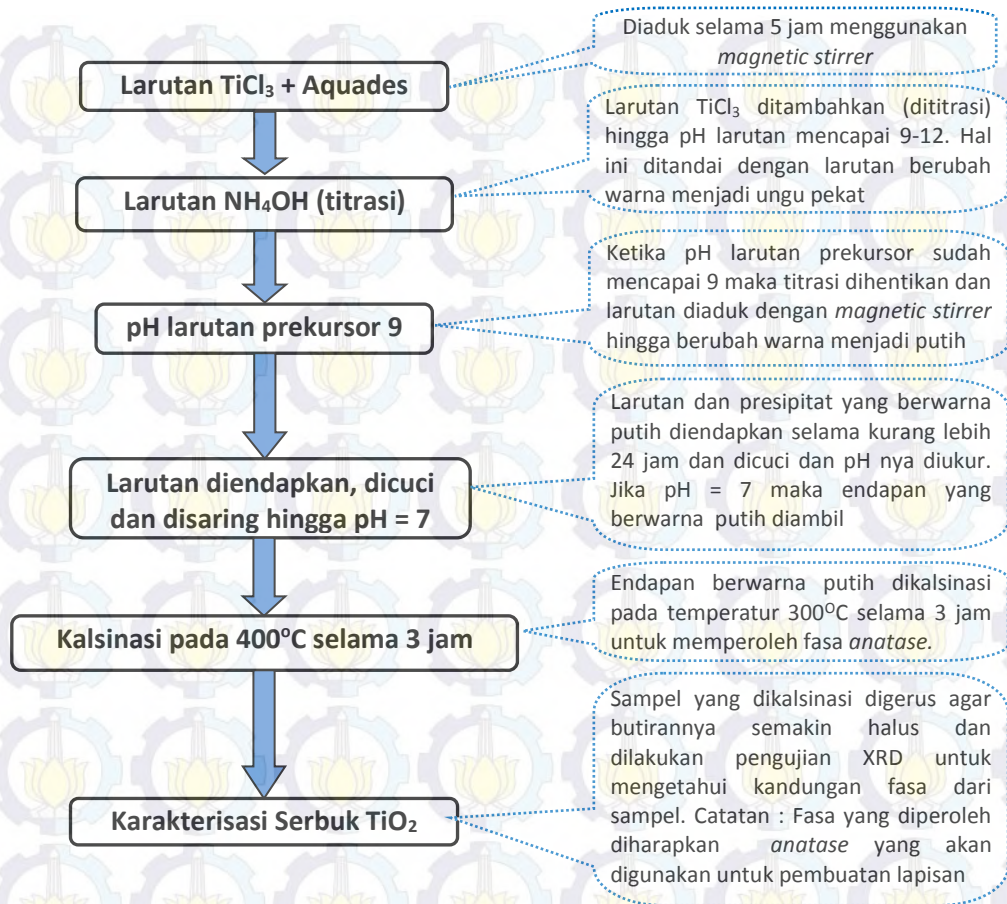 Diaduk selama 5 jam menggunakan
magnetic stirrer
Larutan TiCl₃ + Aquades
Larutan TiCl₃ ditambahkan (dititrasi)
hingga pH larutan mencapai 9-12. Hal
ini ditandai dengan larutan berubah
warna menjadi ungu pekat
Larutan NH₄OH (titrasi)
Ketika pH larutan prekursor sudah
mencapai 9 maka titrasi dihentikan dan
larutan diaduk dengan magnetic stirrer
hingga berubah warna menjadi putih
pH larutan prekursor 9
Larutan dan presipitat yang berwarna
putih diendapkan selama kurang lebih
24 jam dan dicuci dan pH nya diukur.
Jika pH = 7 maka endapan yang
berwarna putih diambil
Larutan diendapkan, dicuci
dan disaring hingga pH = 7
Endapan berwarna putih dikalsinasi
pada temperatur 300⁰C selama 3 jam
untuk memperoleh fasa anatase.
Kalsinasi pada 400°C selama 3 jam
Sampel yang dikalsinasi digerus agar
butirannya semakin halus dan
dilakukan pengujian XRD untuk
mengetahui kandungan fasa dari
sampel. Catatan : Fasa yang diperoleh
diharapkan anatase yang akan
digunakan untuk pembuatan lapisan
Karakterisasi Serbuk TiO₂